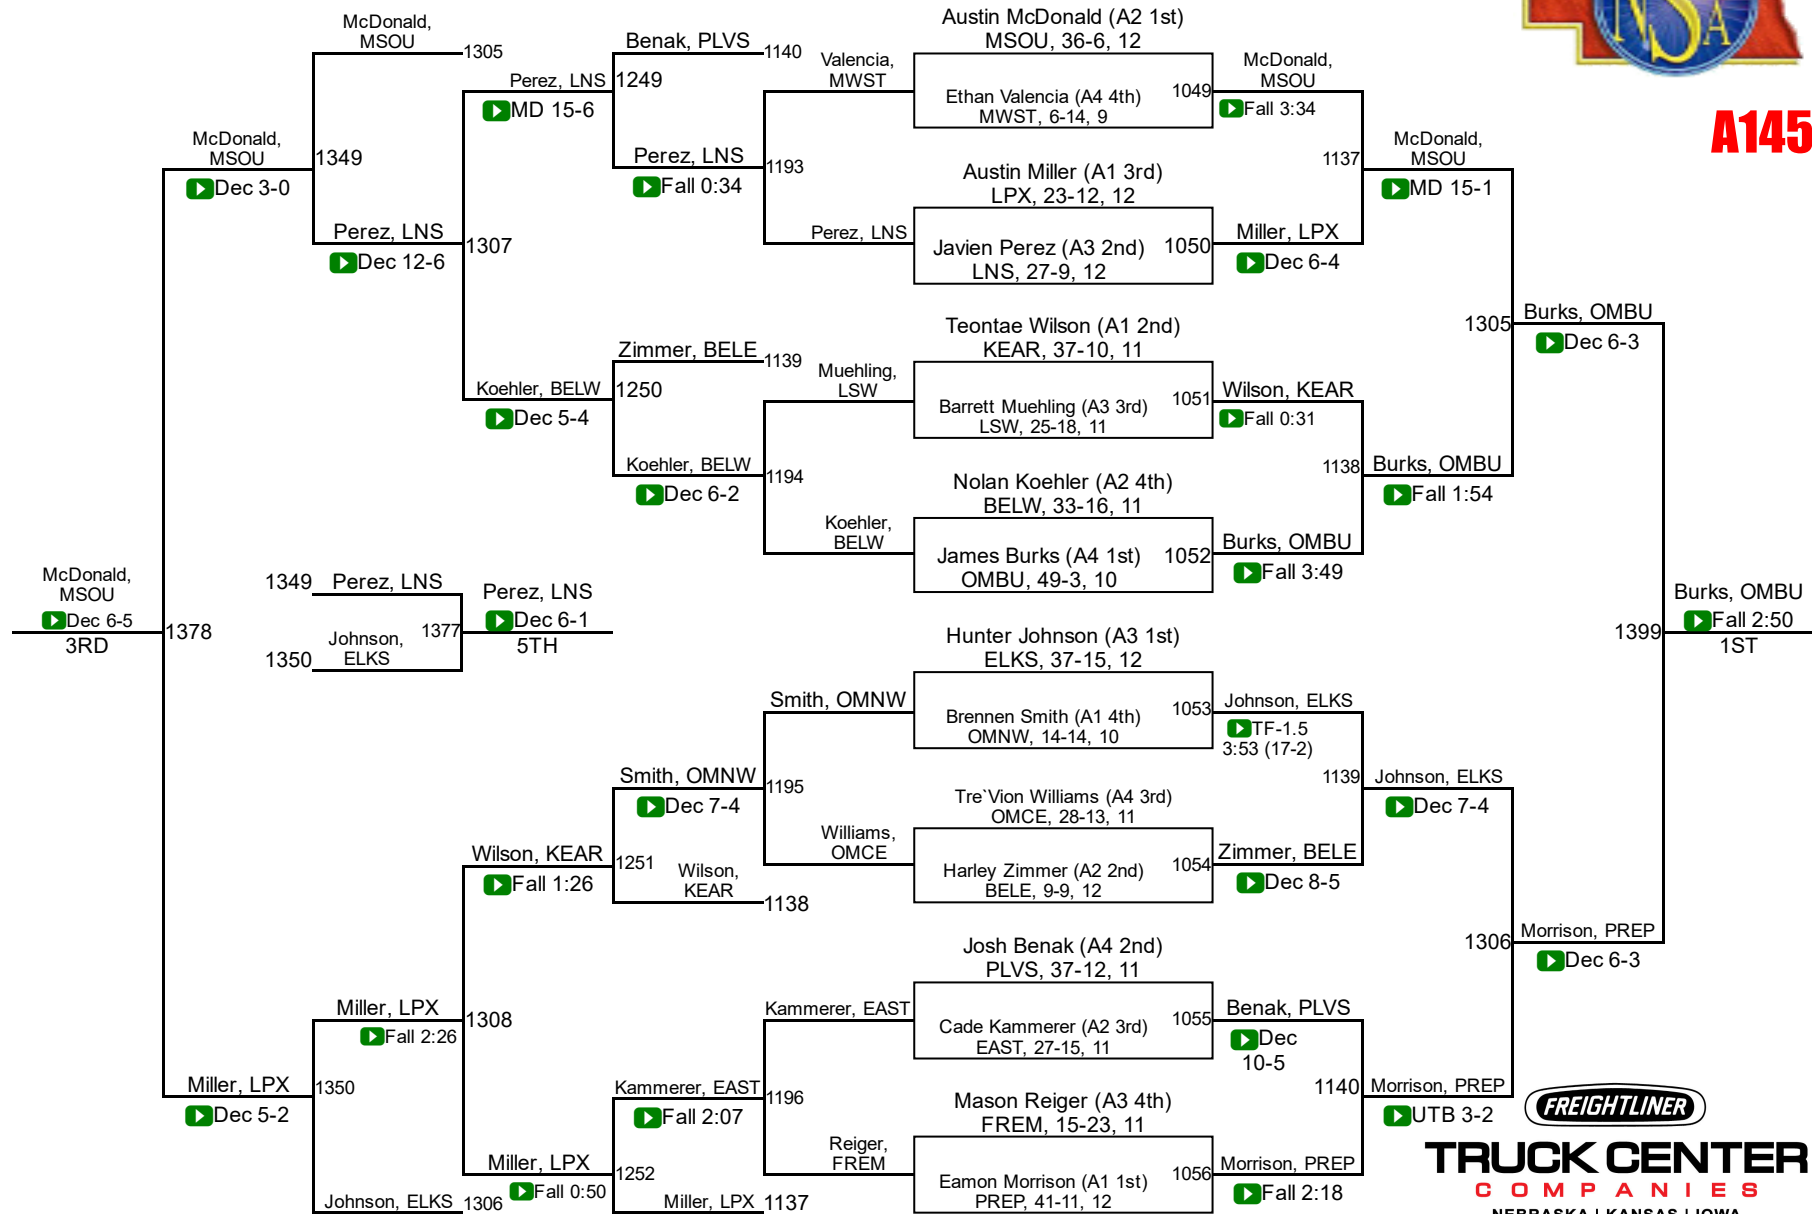 NSA
A145
McDonald,
MSOU
1305
Perez, LNS
MD 15-6
Benak, PLVS
1140
1249
Perez, LNS
Fall 0:34
1193
Valencia,
MWST
Perez, LNS
Austin McDonald (A2 1st)
MSOU, 36-6, 12
Ethan Valencia (A4 4th)
MWST, 6-14, 9
1049
McDonald,
MSOU
Fall 3:34
Austin Miller (A1 3rd)
LPX, 23-12, 12
Javien Perez (A3 2nd)
LNS, 27-9, 12
1050
Miller, LPX
Dec 6-4
1137
McDonald,
MSOU
MD 15-1
McDonald,
MSOU
Dec 3-0
1349
Perez, LNS
Dec 12-6
1307
Zimmer, BELE
1139
Koehler, BELW
Dec 5-4
1250
Koehler, BELW
Dec 6-2
1194
Muehling,
LSW
Koehler,
BELW
Teontae Wilson (A1 2nd)
KEAR, 37-10, 11
Barrett Muehling (A3 3rd)
LSW, 25-18, 11
1051
Wilson, KEAR
Fall 0:31
Nolan Koehler (A2 4th)
BELW, 33-16, 11
James Burks (A4 1st)
OMBU, 49-3, 10
1052
Burks, OMBU
Fall 3:49
1138
Burks, OMBU
Fall 1:54
1305
Burks, OMBU
Dec 6-3
McDonald,
MSOU
Dec 6-5
3RD
1378
1349
Perez, LNS
1350
Johnson,
ELKS
1377
Perez, LNS
Dec 6-1
5TH
1399
Burks, OMBU
Fall 2:50
1ST
Hunter Johnson (A3 1st)
ELKS, 37-15, 12
Smith, OMNW
Brennen Smith (A1 4th)
OMNW, 14-14, 10
1053
Johnson, ELKS
TF-1.5
3:53 (17-2)
Smith, OMNW
Dec 7-4
1195
Williams,
OMCE
Tre`Vion Williams (A4 3rd)
OMCE, 28-13, 11
Harley Zimmer (A2 2nd)
BELE, 9-9, 12
1054
Zimmer, BELE
Dec 8-5
1139
Johnson, ELKS
Dec 7-4
Wilson, KEAR
Fall 1:26
1251
Wilson,
KEAR
1138
1306
Morrison, PREP
Dec 6-3
Josh Benak (A4 2nd)
PLVS, 37-12, 11
Kammerer, EAST
Cade Kammerer (A2 3rd)
EAST, 27-15, 11
1055
Benak, PLVS
Dec
10-5
Miller, LPX
Fall 2:26
1308
Miller, LPX
Dec 5-2
1350
Kammerer, EAST
Fall 2:07
1196
Reiger,
FREM
Mason Reiger (A3 4th)
FREM, 15-23, 11
Eamon Morrison (A1 1st)
PREP, 41-11, 12
1056
Morrison, PREP
Fall 2:18
1140
Morrison, PREP
UTB 3-2
Miller, LPX
Fall 0:50
1252
Johnson, ELKS
1306
Miller, LPX
1137
FREIGHTLINER
TRUCK CENTER
COMPANIES
NEBRASKA | KANSAS | IOWA